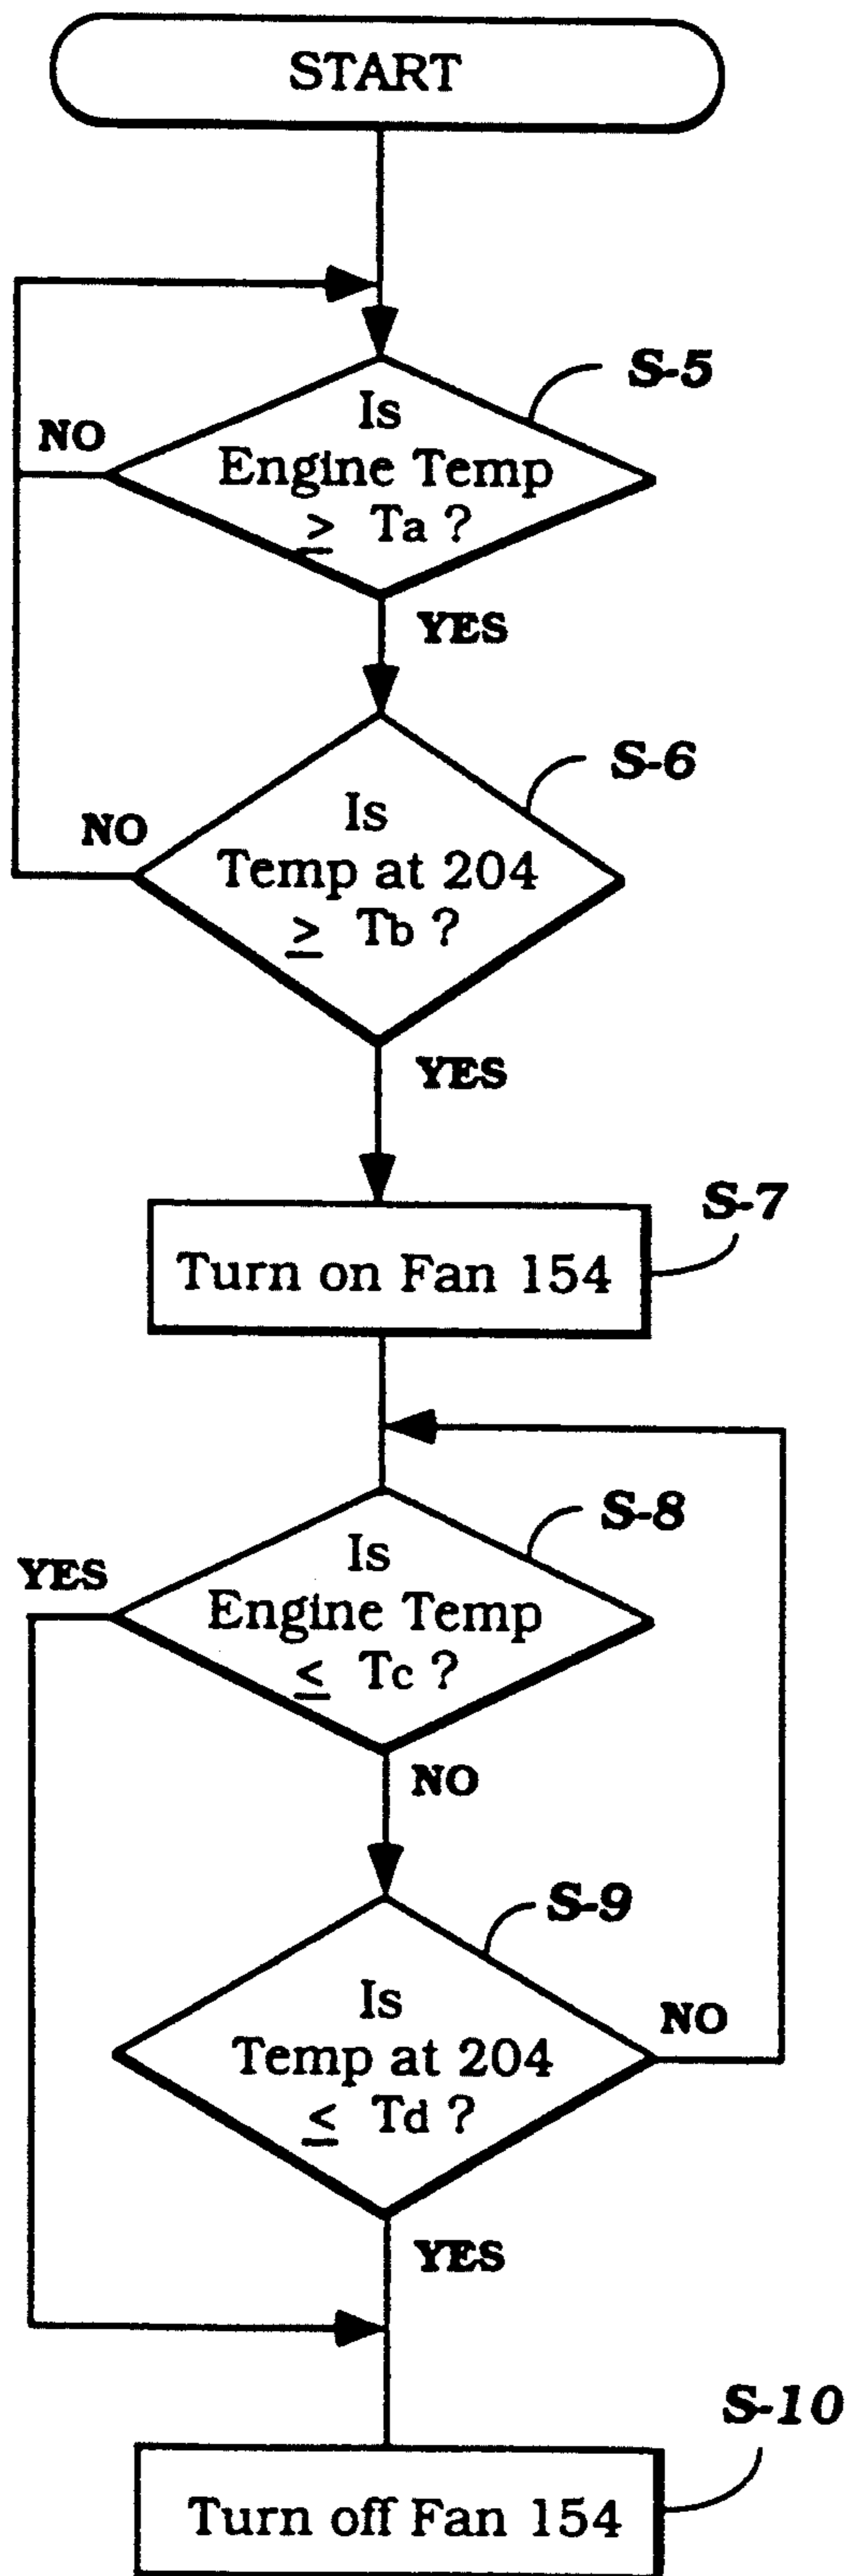 START
S-5
Is
Engine Temp
≥ Ta ?
NO
YES
S-6
Is
Temp at 204
≥ Tb ?
NO
YES
S-7
Turn on Fan 154
S-8
Is
Engine Temp
≤ Tc ?
YES
NO
S-9
Is
Temp at 204
≤ Td ?
NO
YES
S-10
Turn off Fan 154